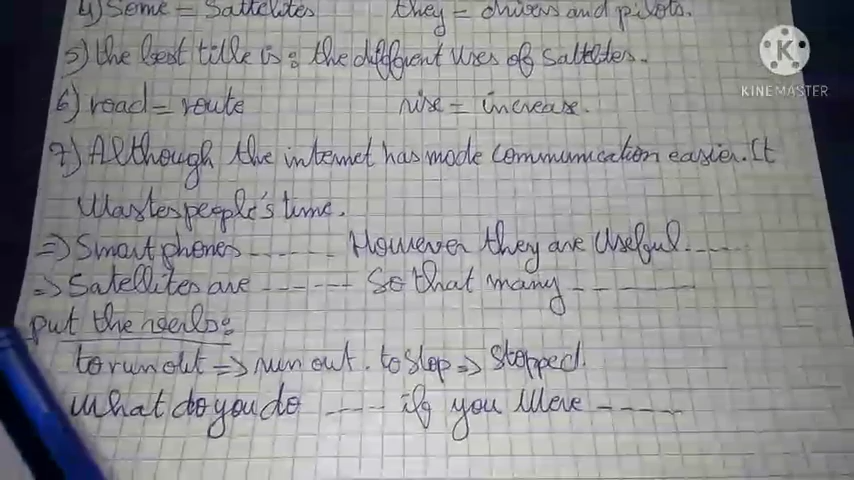 4) Some = Sattelites they = drivers and pilots.
5) the best title is : the different uses of Satteltes.
K
KINEMASTER
6) road = route rise = increase.
7) Although the internet has made communication easier. It
Wastes people's time.
=> Smart phones ...... However they are useful.....
=> Satellites are ------ So that many --------
put the verbs:
to run out => run out. to stop => stopped.
What do you do ---- if you were -----